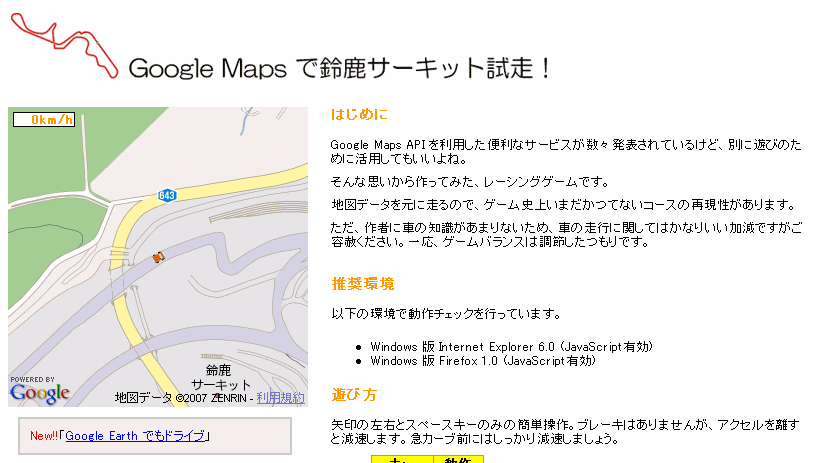 Google Maps で鈴鹿サーキット試走！
0km/h
643
鈴鹿
サーキット
POWERED BY
Google
地図データ ©2007 ZENRIN - 利用規約
New!!「Google Earth でもドライブ」
はじめに
Google Maps APIを利用した便利なサービスが数々発表されているけど、別に遊びのた
めに活用してもいいよね。
そんな思いから作ってみた、レーシングゲームです。
地図データを元に走るので、ゲーム史上いまだかつてないコースの再現性があります。
ただ、作者に車の知識があまりないため、車の走行に関してはかなりいい加減ですがご
容赦ください。一応、ゲームバランスは調節したつもりです。
推奨環境
以下の環境で動作チェックを行っています。
• Windows 版 Internet Explorer 6.0 (JavaScript有効)
• Windows 版 Firefox 1.0 (JavaScript有効)
遊び方
矢印の左右とスペースキーのみの簡単操作。ブレーキはありませんが、アクセルを離す
と減速します。急カーブ前にはしっかり減速しましょう。
キー 動作